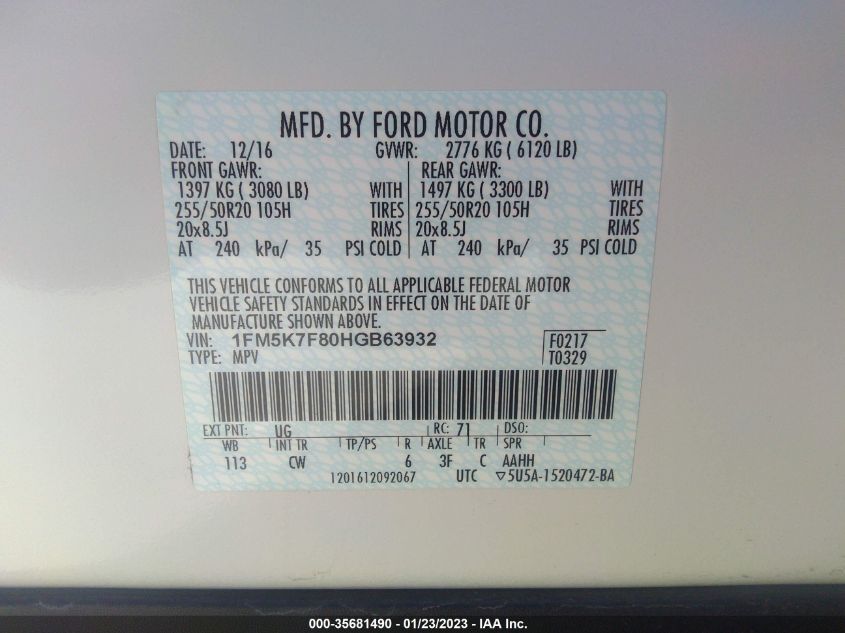 MFD. BY FORD MOTOR CO.
DATE: 12/16 GVWR: 2776 KG ( 6120 LB)
FRONT GAWR: REAR GAWR:
1397 KG ( 3080 LB) WITH 1497 KG ( 3300 LB) WITH
255/50R20 105H TIRES 255/50R20 105H TIRES
20x8.5J RIMS 20x8.5J RIMS
AT 240 kPa/ 35 PSI COLD AT 240 kPa/ 35 PSI COLD
THIS VEHICLE CONFORMS TO ALL APPLICABLE FEDERAL MOTOR
VEHICLE SAFETY STANDARDS IN EFFECT ON THE DATE OF
MANUFACTURE SHOWN ABOVE.
VIN: 1FM5K7F80HGB63932 F0217
TYPE: MPV T0329
EXT PNT: UG RC: 71 DSO:
WB INT TR TP/PS R AXLE TR SPR
113 CW 6 3F C AAHH
1201612092067 UTC ▽5U5A-1520472-BA
000-35681490 - 01/23/2023 - IAA Inc.